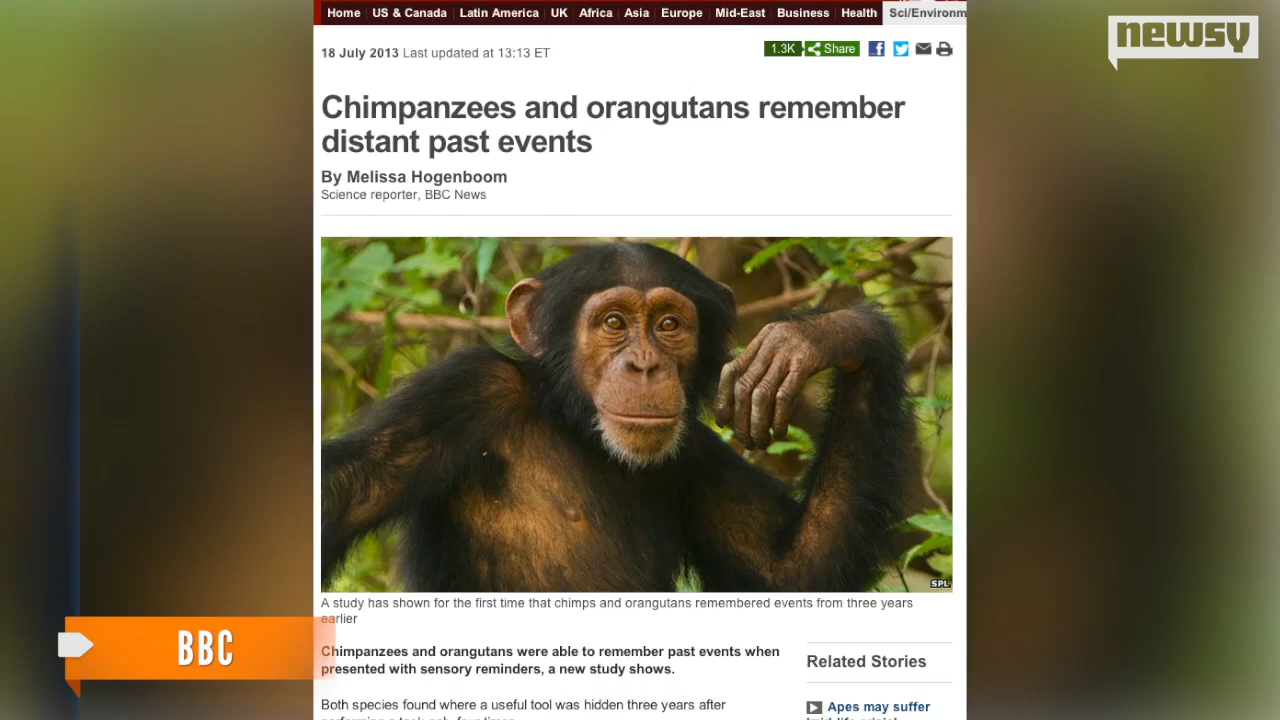 Home US & Canada Latin America UK Africa Asia Europe Mid-East Business Health Sci/Environm
newsy
18 July 2013 Last updated at 13:13 ET
1.3K Share
Chimpanzees and orangutans remember
distant past events
By Melissa Hogenboom
Science reporter, BBC News
SPL
A study has shown for the first time that chimps and orangutans remembered events from three years
earlier
Chimpanzees and orangutans were able to remember past events when
presented with sensory reminders, a new study shows.
Related Stories
Both species found where a useful tool was hidden three years after
Apes may suffer
BBC